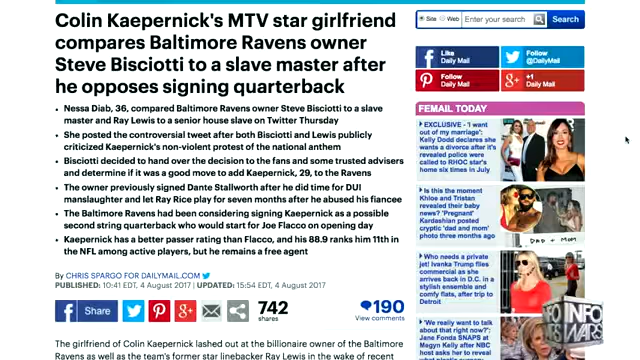 Colin Kaepernick's MTV star girlfriend
compares Baltimore Ravens owner
Steve Bisciotti to a slave master after
he opposes signing quarterback
Nessa Diab, 36, compared Baltimore Ravens owner Steve Bisciotti to a slave
master and Ray Lewis to a senior house slave on Twitter Thursday
She posted the controversial tweet after both Bisciotti and Lewis publicly
criticized Kaepernick's non-violent protest of the national anthem
Bisciotti decided to hand over the decision to the fans and some trusted advisers
and determine if it was a good move to add Kaepernick, 29, to the Ravens
The owner previously signed Dante Stallworth after he did time for DUI
manslaughter and let Ray Rice play for seven months after he abused his fiancee
The Baltimore Ravens had been considering signing Kaepernick as a possible
second string quarterback who would start for Joe Flacco on opening day
Kaepernick has a better passer rating than Flacco, and his 88.9 ranks him 11th in
the NFL among active players, but he remains a free agent
By CHRIS SPARGO FOR DAILYMAIL.COM
PUBLISHED: 10:41 EDT, 4 August 2017 | UPDATED: 15:54 EDT, 4 August 2017
Share
742
shares
190
View comments
The girlfriend of Colin Kaepernick lashed out at the billionaire owner of the Baltimore
Ravens as well as the team's former star linebacker Ray Lewis in the wake of recent
Site Web Enter your search Search
Like
Daily Mail
Follow
@DailyMail
Follow
Daily Mail
+1
Daily Mail
FEMAIL TODAY
EXCLUSIVE - 'I want
out of my marriage':
Kelly Dodd declares she
wants a divorce after it's
revealed police were
called to RHOC star's
home six times in July
Is this the moment
Khloe and Tristan
revealed their baby
news? 'Pregnant'
Kardashian posted
cryptic 'dad and mom'
photo three months ago
DAD + MOM
Who needs a private
jet? Ivanka Trump flies
commercial as she
arrives back in D.C. in a
stylish ensemble and
comfy flats, after trip to
Detroit
'We really want to talk
about that right now?':
Jane Fonda SNAPS at
Megyn Kelly after NBC
host asks her to reveal
INFO
WARS